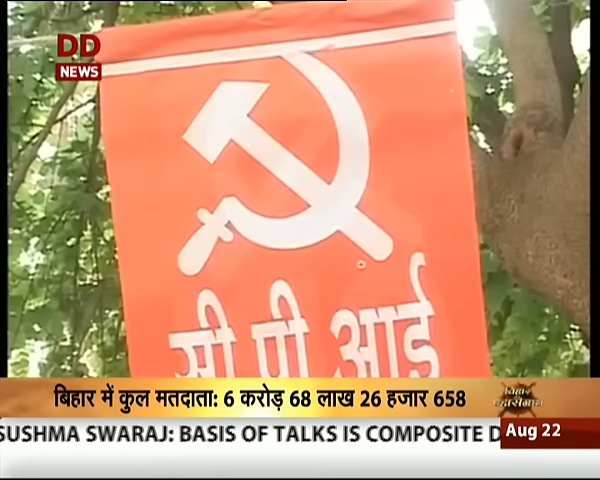 DD
NEWS
सी पी आई
बिहार में कुल मतदाता: 6 करोड़ 68 लाख 26 हजार 658
बिहार
SUSHMA SWARAJ: BASIS OF TALKS IS COMPOSITE D
Aug 22